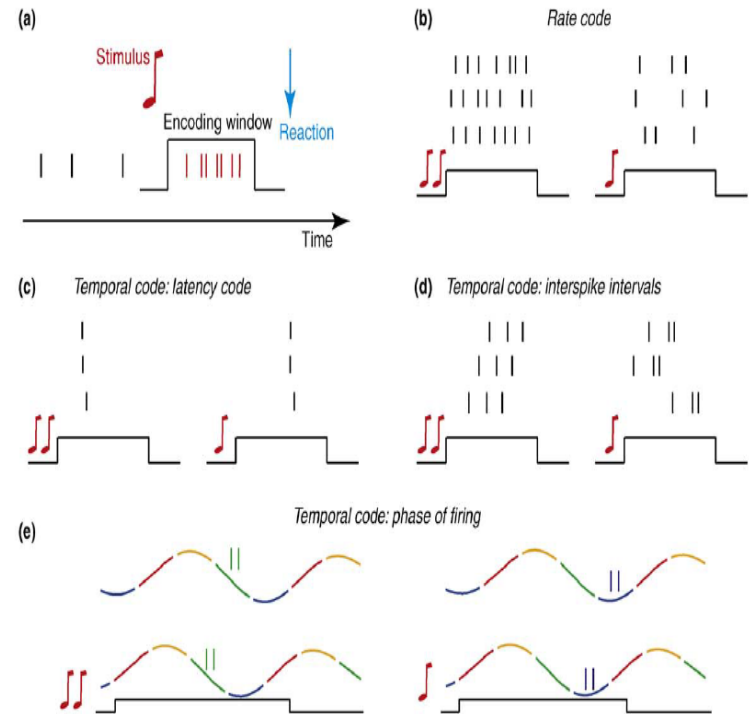 (a)
Stimulus
Encoding window
Reaction
Time
(b)
Rate code
(c)
Temporal code: latency code
(d)
Temporal code: interspike intervals
(e)
Temporal code: phase of firing